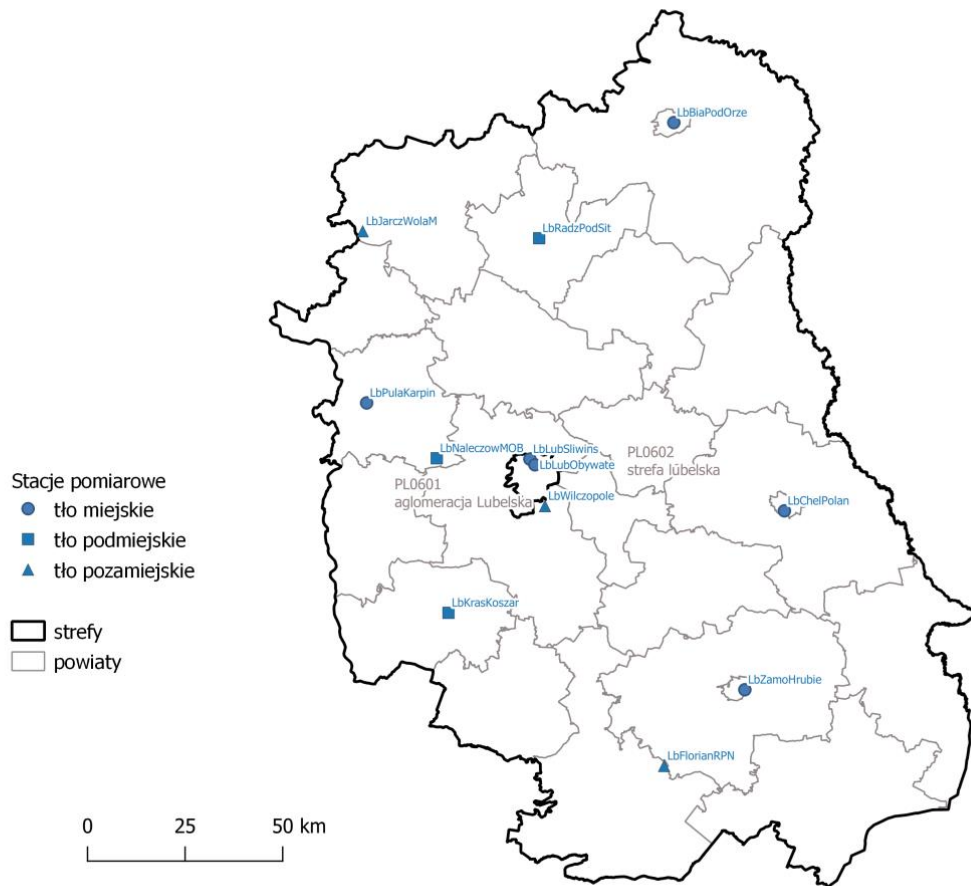 LbBiaPodOrze
LbJarczWolaM
LbRadzPodSit
LbPulaKarpin
LbNaleczowMOB
LbLubSliwins
LbLubObywate
PL0602
strefa lubelska
PL0601
aglomeracja Lubelska
LbWilczopole
LbChelPolan
Stacje pomiarowe
tło miejskie
tło podmiejskie
tło pozamiejskie
LbKrasKoszar
strefy
powiaty
LbZamoHrubie
LbFlorianRPN
0 25 50 km